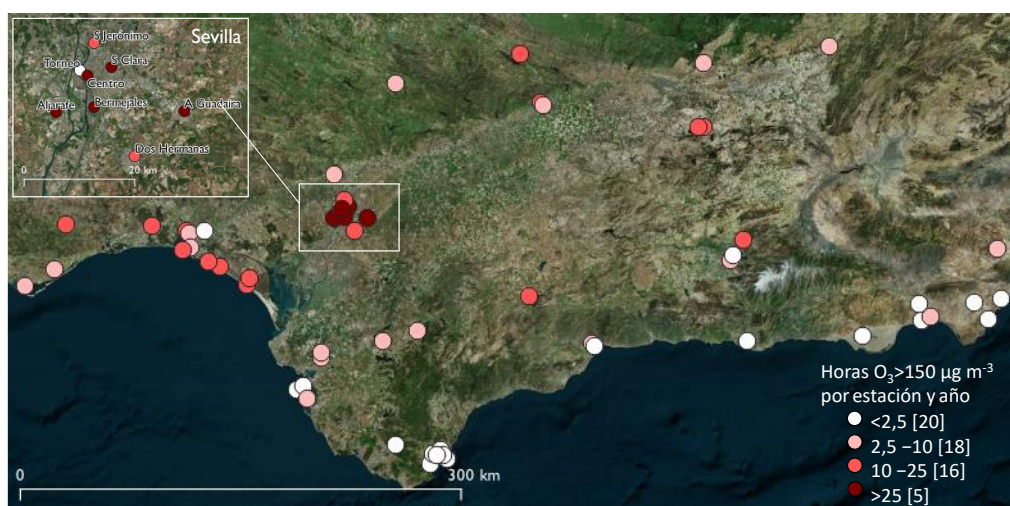 Sevilla
S Jerónimo
Torneo
S Clara
Centro
Aljarafe
Bermejales
A Guadaira
Dos Hermanas
0 20 km
Horas O₃>150 µg m⁻³
por estación y año
<2,5 [20]
2,5 –10 [18]
10 –25 [16]
>25 [5]
0 300 km